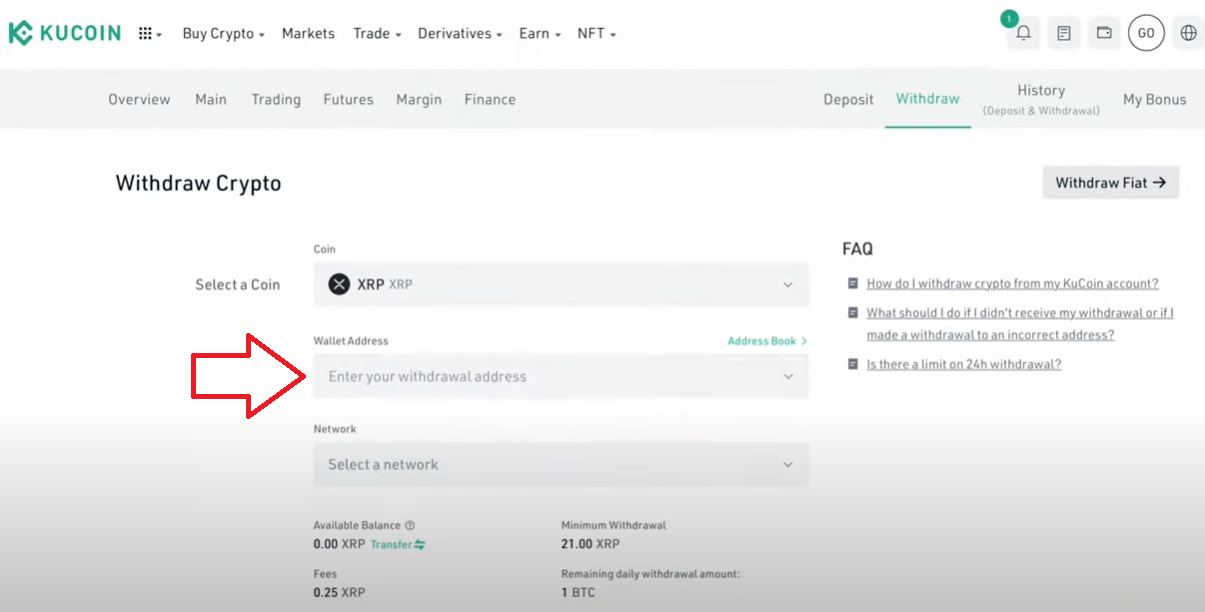 KUCOIN Buy Crypto Markets Trade Derivatives Earn NFT 1 GO
Overview Main Trading Futures Margin Finance Deposit Withdraw History My Bonus
(Deposit & Withdrawal)
Withdraw Crypto Withdraw Fiat →
Coin
Select a Coin XRP XRP
Wallet Address Address Book >
Enter your withdrawal address
Network
Select a network
Available Balance ? Minimum Withdrawal
0.00 XRP Transfer 21.00 XRP
Fees Remaining daily withdrawal amount:
0.25 XRP 1 BTC
FAQ
How do I withdraw crypto from my KuCoin account?
What should I do if I didn't receive my withdrawal or if I
made a withdrawal to an incorrect address?
Is there a limit on 24h withdrawal?